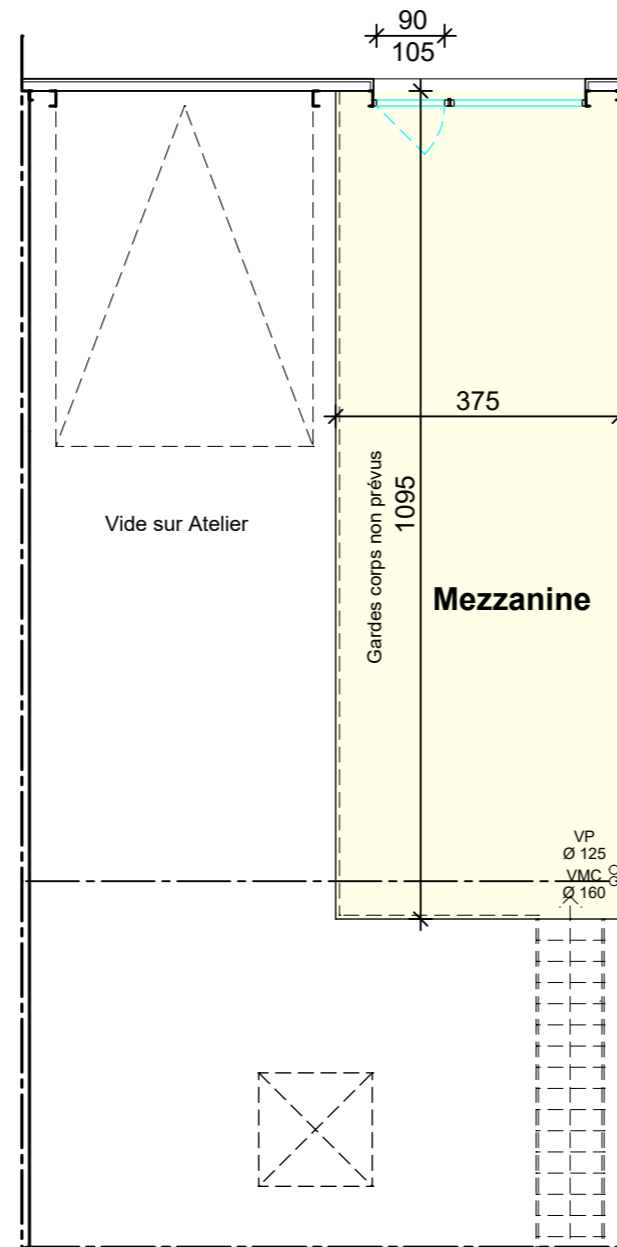 90
105
375
Gardes corps non prévus
1095
Vide sur Atelier
Mezzanine
VP
Ø 125
VMC
Ø 160